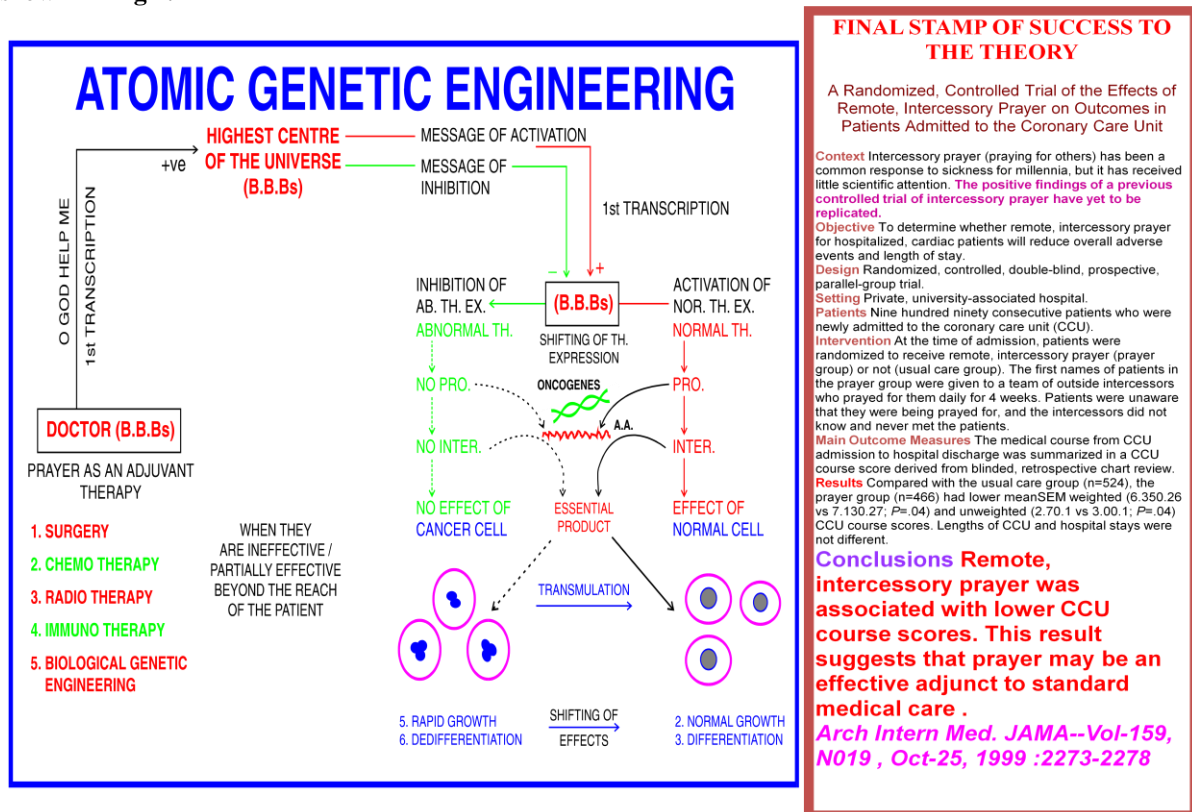 ATOMIC GENETIC ENGINEERING
HIGHEST CENTRE
OF THE UNIVERSE
(B.B.Bs)
+ve
MESSAGE OF ACTIVATION
MESSAGE OF
INHIBITION
1st TRANSCRIPTION
O GOD HELP ME
1st TRANSCRIPTION
DOCTOR (B.B.Bs)
PRAYER AS AN ADJUVANT
THERAPY
1. SURGERY
2. CHEMO THERAPY
3. RADIO THERAPY
4. IMMUNO THERAPY
5. BIOLOGICAL GENETIC
ENGINEERING
WHEN THEY
ARE INEFFECTIVE /
PARTIALLY EFFECTIVE
BEYOND THE REACH
OF THE PATIENT
INHIBITION OF
AB. TH. EX.
ABNORMAL TH.
NO PRO.
NO INTER.
NO EFFECT OF
CANCER CELL
– +
(B.B.Bs)
SHIFTING OF TH.
EXPRESSION
ONCOGENES
A.A.
ESSENTIAL
PRODUCT
ACTIVATION OF
NOR. TH. EX.
NORMAL TH.
PRO.
INTER.
EFFECT OF
NORMAL CELL
TRANSMULATION
5. RAPID GROWTH
6. DEDIFFERENTIATION
SHIFTING OF
EFFECTS
2. NORMAL GROWTH
3. DIFFERENTIATION
FINAL STAMP OF SUCCESS TO
THE THEORY
A Randomized, Controlled Trial of the Effects of
Remote, Intercessory Prayer on Outcomes in
Patients Admitted to the Coronary Care Unit
Context Intercessory prayer (praying for others) has been a
common response to sickness for millennia, but it has received
little scientific attention. The positive findings of a previous
controlled trial of intercessory prayer have yet to be
replicated.
Objective To determine whether remote, intercessory prayer
for hospitalized, cardiac patients will reduce overall adverse
events and length of stay.
Design Randomized, controlled, double-blind, prospective,
parallel-group trial.
Setting Private, university-associated hospital.
Patients Nine hundred ninety consecutive patients who were
newly admitted to the coronary care unit (CCU).
Intervention At the time of admission, patients were
randomized to receive remote, intercessory prayer (prayer
group) or not (usual care group). The first names of patients in
the prayer group were given to a team of outside intercessors
who prayed for them daily for 4 weeks. Patients were unaware
that they were being prayed for, and the intercessors did not
know and never met the patients.
Main Outcome Measures The medical course from CCU
admission to hospital discharge was summarized in a CCU
course score derived from blinded, retrospective chart review.
Results Compared with the usual care group (n=524), the
prayer group (n=466) had lower meanSEM weighted (6.350.26
vs 7.130.27; P=.04) and unweighted (2.70.1 vs 3.00.1; P=.04)
CCU course scores. Lengths of CCU and hospital stays were
not different.
Conclusions Remote,
intercessory prayer was
associated with lower CCU
course scores. This result
suggests that prayer may be an
effective adjunct to standard
medical care .
Arch Intern Med. JAMA--Vol-159,
N019 , Oct-25, 1999 :2273-2278